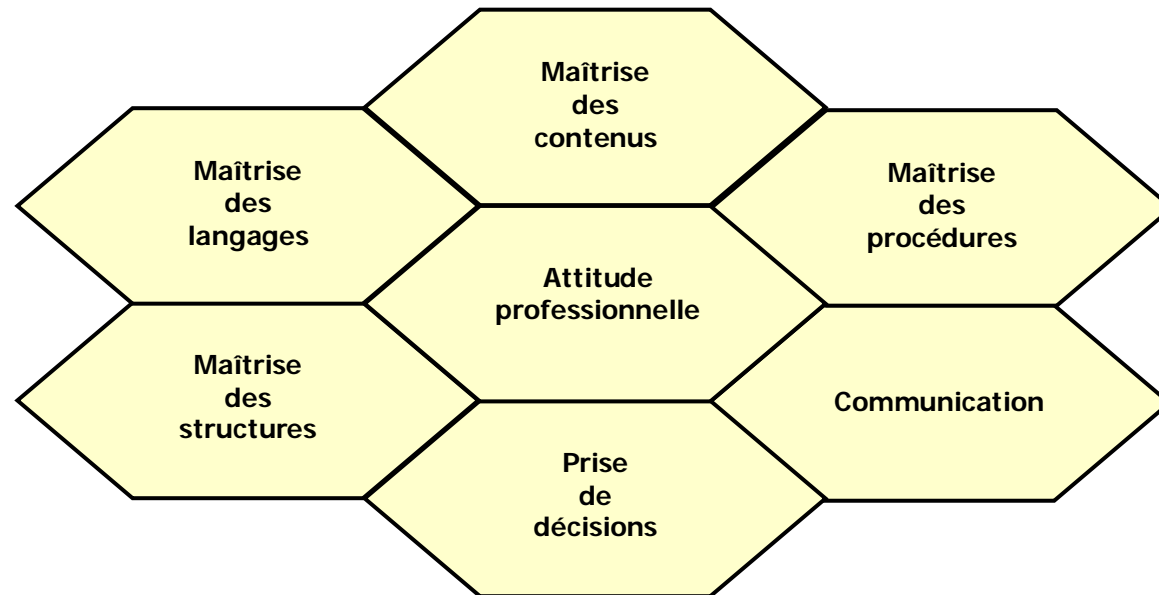 Maîtrise
des
contenus
Maîtrise
des
langages
Maîtrise
des
procédures
Attitude
professionnelle
Maîtrise
des
structures
Communication
Prise
de
décisions